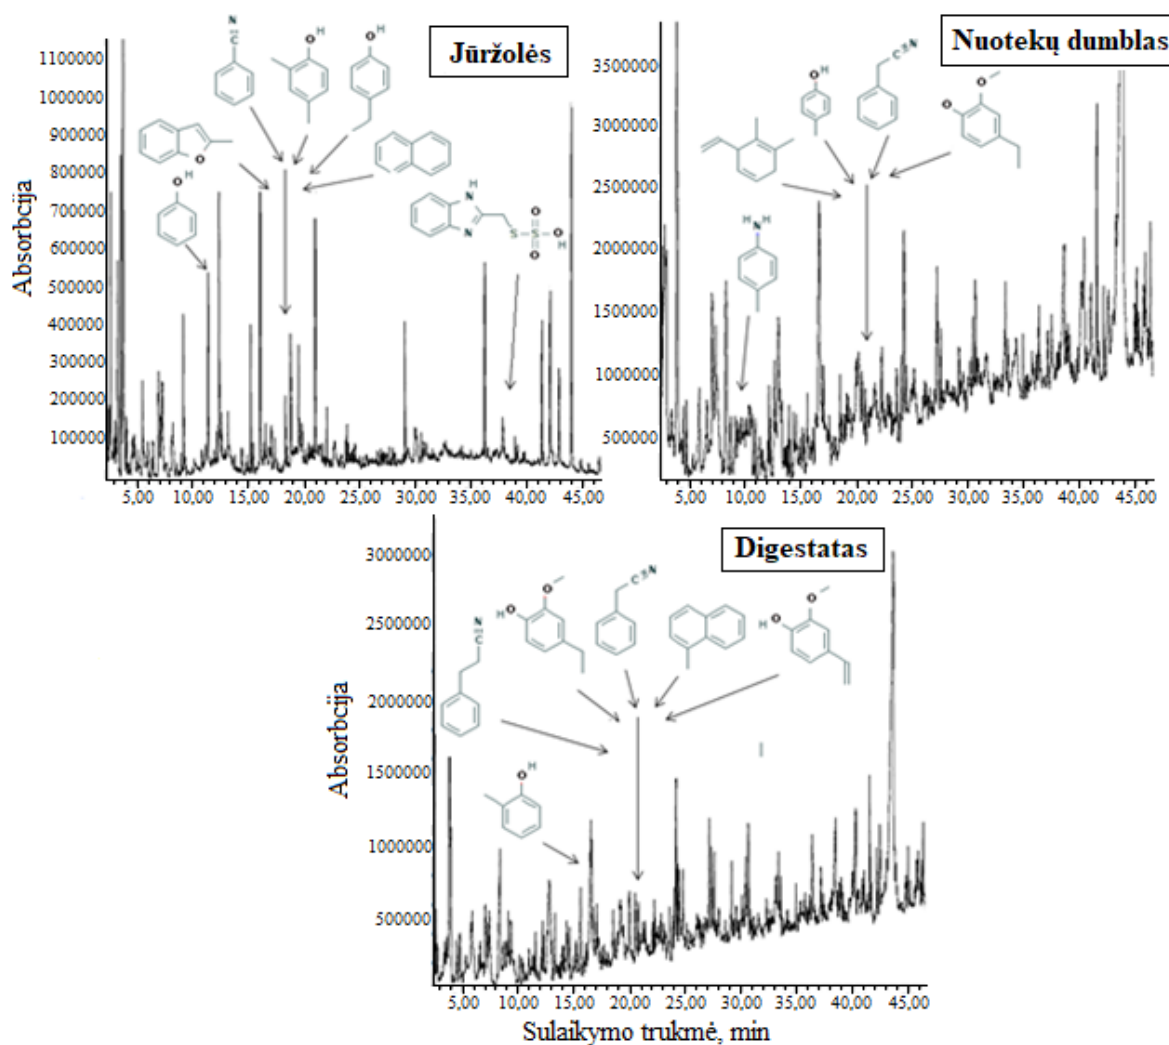 Jūržolės
Absorbcija
1100000
1000000
900000
800000
700000
600000
500000
400000
300000
200000
100000
5,00 10,00 15,00 20,00 25,00 30,00 35,00 40,00 45,00
N
C
O H
O H
O
O H
H
N
N
S
S
O
O
O H
Nuotekų dumblas
3500000
3000000
2500000
2000000
1500000
1000000
500000
5,00 10,00 15,00 20,00 25,00 30,00 35,00 40,00 45,00
O H
C N
O
O
H N H
Digestatas
Absorbcija
3000000
2500000
2000000
1500000
1000000
500000
0000000
5,00 10,00 15,00 20,00 25,00 30,00 35,00 40,00 45,00
N
C
H O
O
C N
O
H O
O H
Sulaikymo trukmė, min